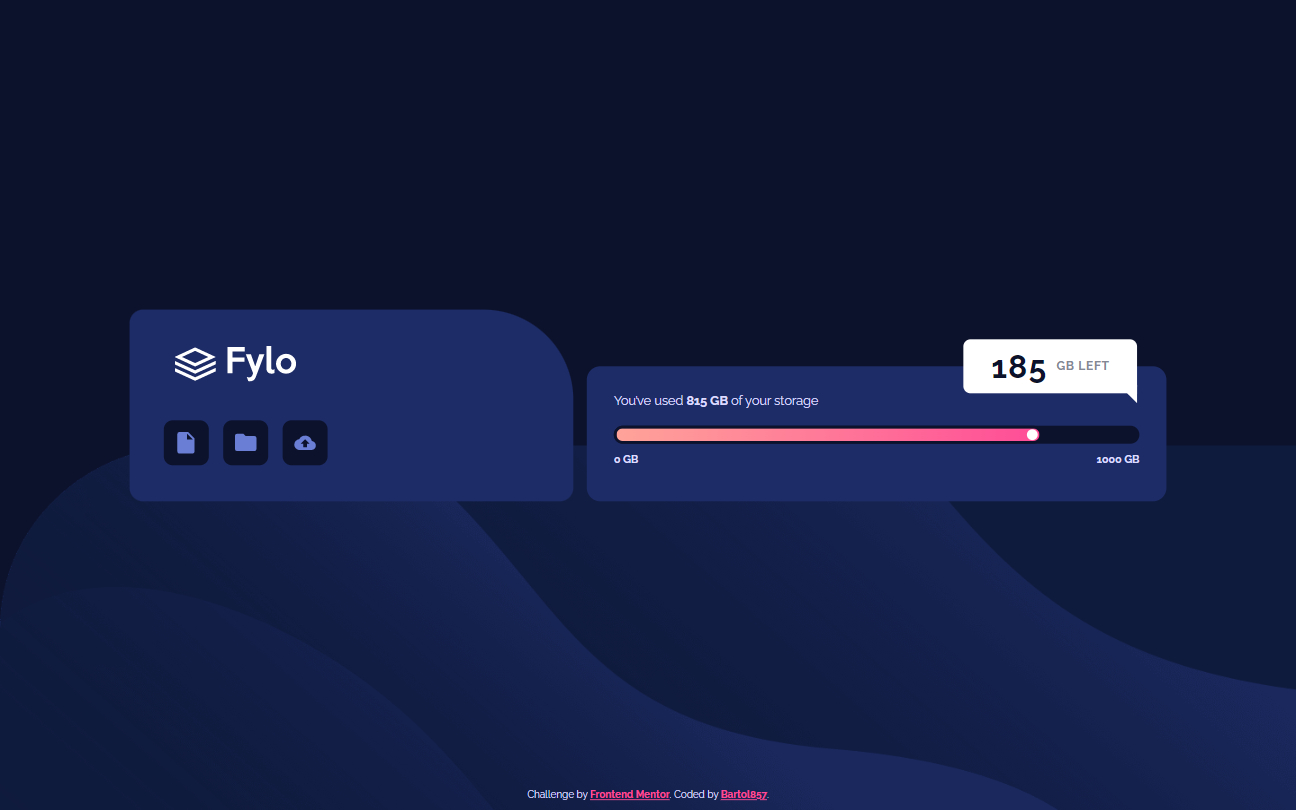 Fylo
185 GB LEFT
You've used 815 GB of your storage
0 GB
1000 GB
Challenge by Frontend Mentor. Coded by Bartol857.